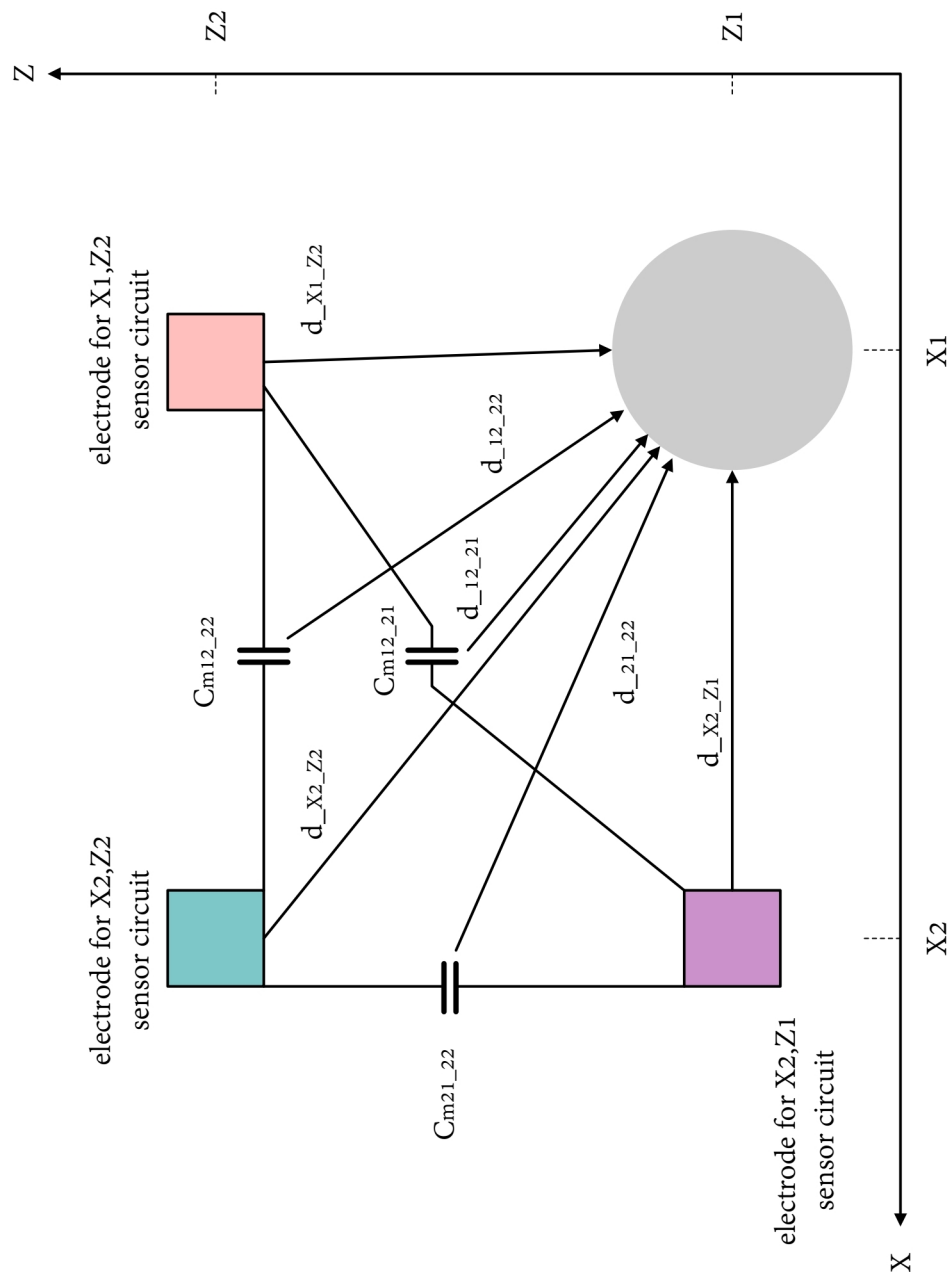 Z
Z2
Z1
electrode for X1,Z2
sensor circuit
d_X1_Z2
d_12_22
Cm12_22
Cm12_21
d_12_21
d_21_22
d_X2_Z2
d_X2_Z1
electrode for X2,Z2
sensor circuit
Cm21_22
electrode for X2,Z1
sensor circuit
X1
X2
X